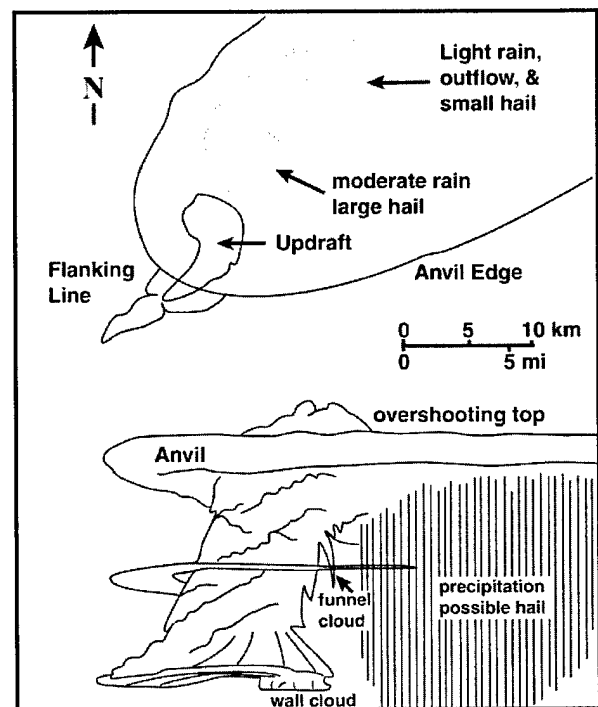 N
Light rain,
outflow, &
small hail
moderate rain
large hail
Updraft
Flanking
Line
Anvil Edge
0 5 10 km
0 5 mi
overshooting top
Anvil
funnel
cloud
precipitation
possible hail
wall cloud